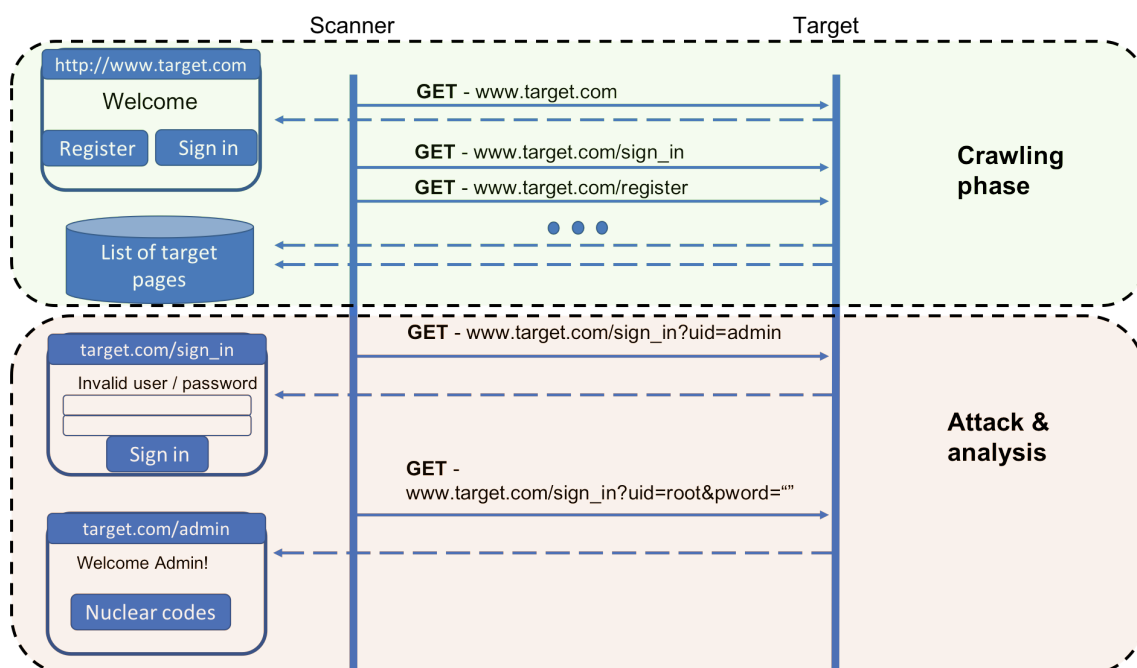 Scanner
Target
http://www.target.com
Welcome
Register
Sign in
GET - www.target.com
GET - www.target.com/sign_in
GET - www.target.com/register
Crawling
phase
List of target
pages
GET - www.target.com/sign_in?uid=admin
target.com/sign_in
Invalid user / password
Sign in
Attack &
analysis
GET -
www.target.com/sign_in?uid=root&pword=“”
target.com/admin
Welcome Admin!
Nuclear codes